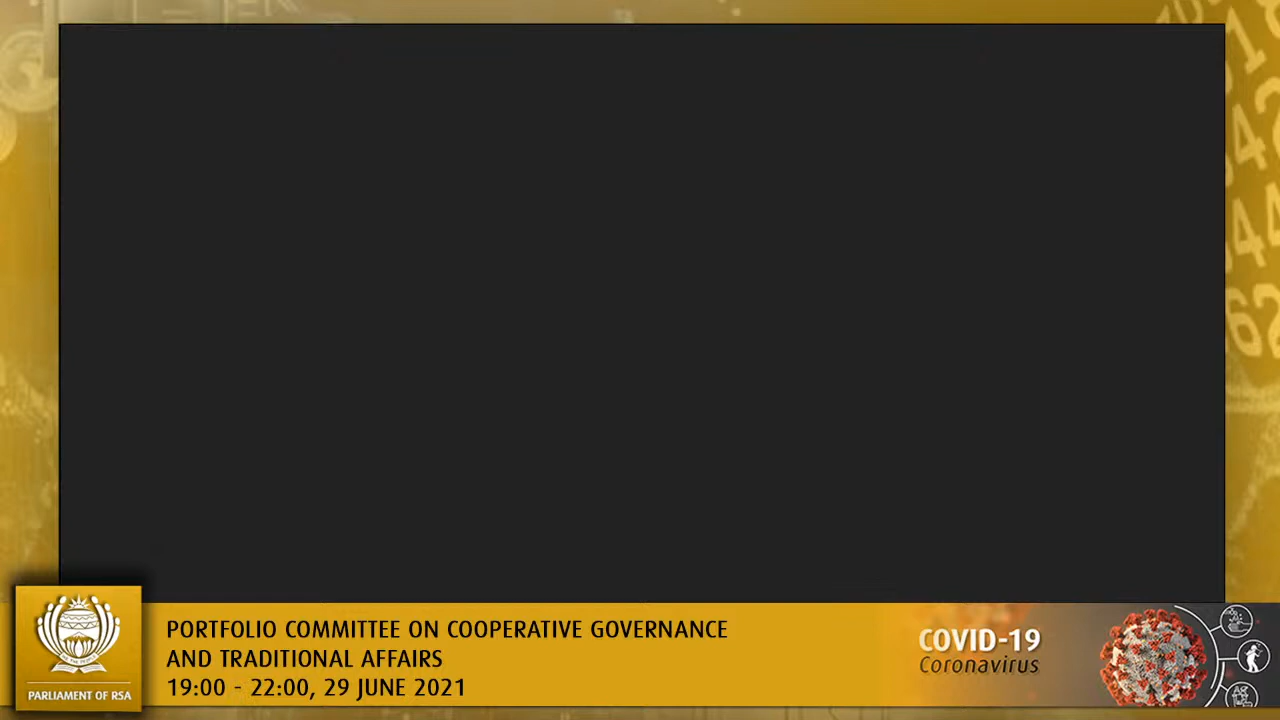 PORTFOLIO COMMITTEE ON COOPERATIVE GOVERNANCE
AND TRADITIONAL AFFAIRS
19:00 - 22:00, 29 JUNE 2021
PARLIAMENT OF RSA
COVID-19
Coronavirus